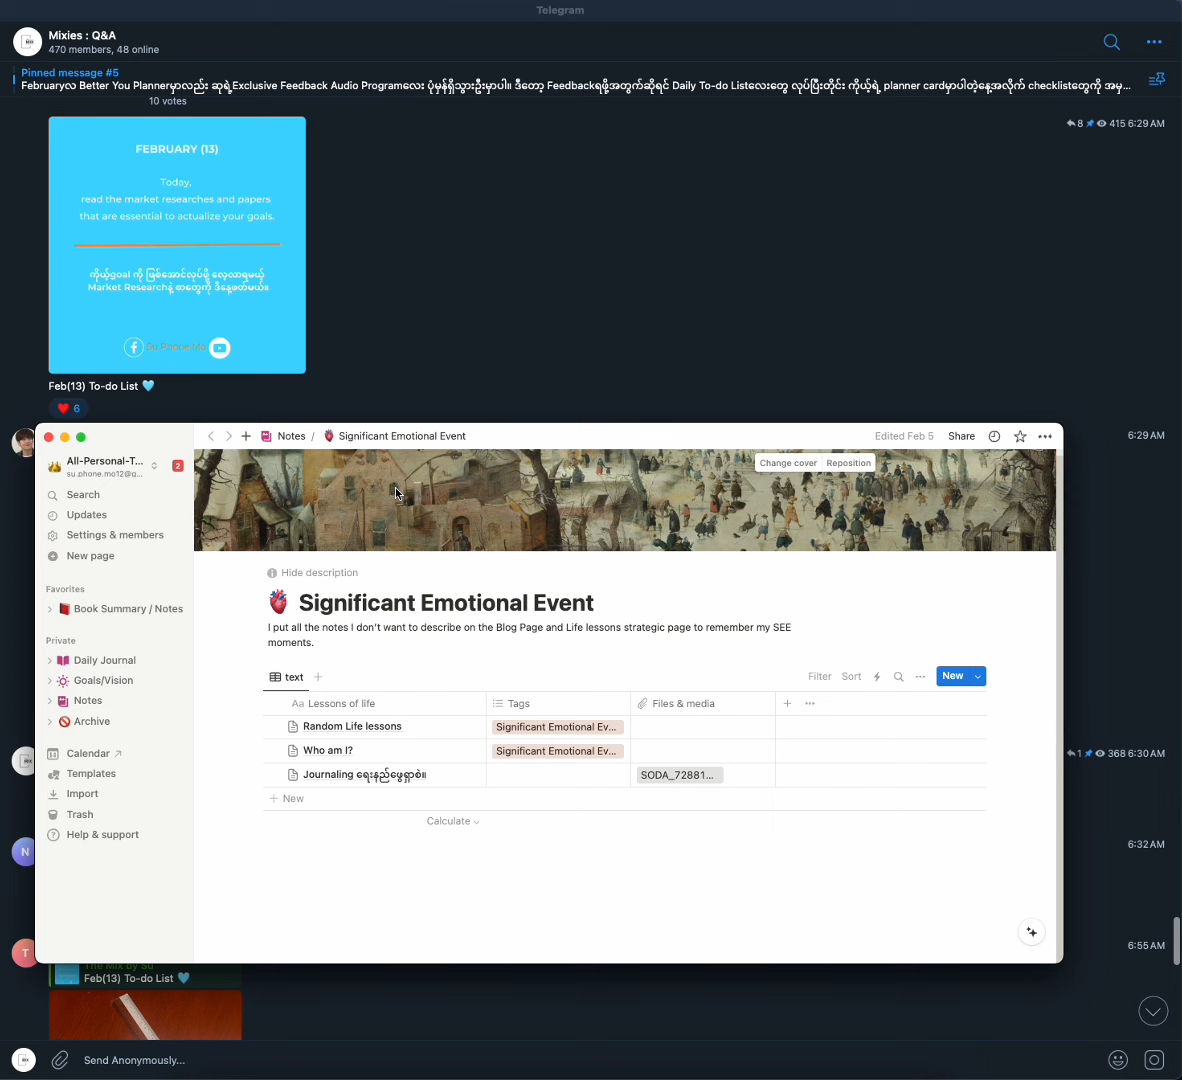 Telegram
Mixies : Q&A
470 members, 48 online
Pinned message #5
Februaryလ Better You Plannerမှာလည်း ဆုရဲ့Exclusive Feedback Audio Programလေး ပုံမှန်ရှိသွားဦးမှာပါ။ ဒီတော့ Feedbackရဖို့အတွက်ဆိုရင် Daily To-do Listလေးတွေ လုပ်ပြီးတိုင်း ကိုယ့်ရဲ့ planner cardမှာပါတဲ့နေ့အလိုက် checklistတွေကို အမှ...
10 votes
8 415 6:29 AM
FEBRUARY (13)
Today,
read the market researches and papers
that are essential to actualize your goals.
ကိုယ့်goal ကို ဖြစ်အောင်လုပ်ဖို့ လေ့လာရမယ့်
Market Researchနဲ့ စာတွေကို ဒီနေ့ဖတ်မယ်။
Su Phone Mo
Feb(13) To-do List 🩵
❤️ 6
6:29 AM
Notes / Significant Emotional Event
Edited Feb 5 Share
All-Personal-T...
su.phone.mo12@g...
2
Change cover Reposition
Search
Updates
Settings & members
New page
Favorites
Book Summary / Notes
Private
Daily Journal
Goals/Vision
Notes
Archive
Calendar ↗
Templates
Import
Trash
Help & support
Hide description
Significant Emotional Event
I put all the notes I don't want to describe on the Blog Page and Life lessons strategic page to remember my SEE
moments.
text
Filter Sort New
Aa Lessons of life Tags Files & media
Random Life lessons Significant Emotional Ev...
Who am I? Significant Emotional Ev...
Journaling ရေးနည်ဖွေရှာစဲ။ SODA_72881...
New
Calculate
1 368 6:30 AM
N
6:32 AM
T
6:55 AM
The Mix by Su
Feb(13) To-do List 🩵
Send Anonymously...